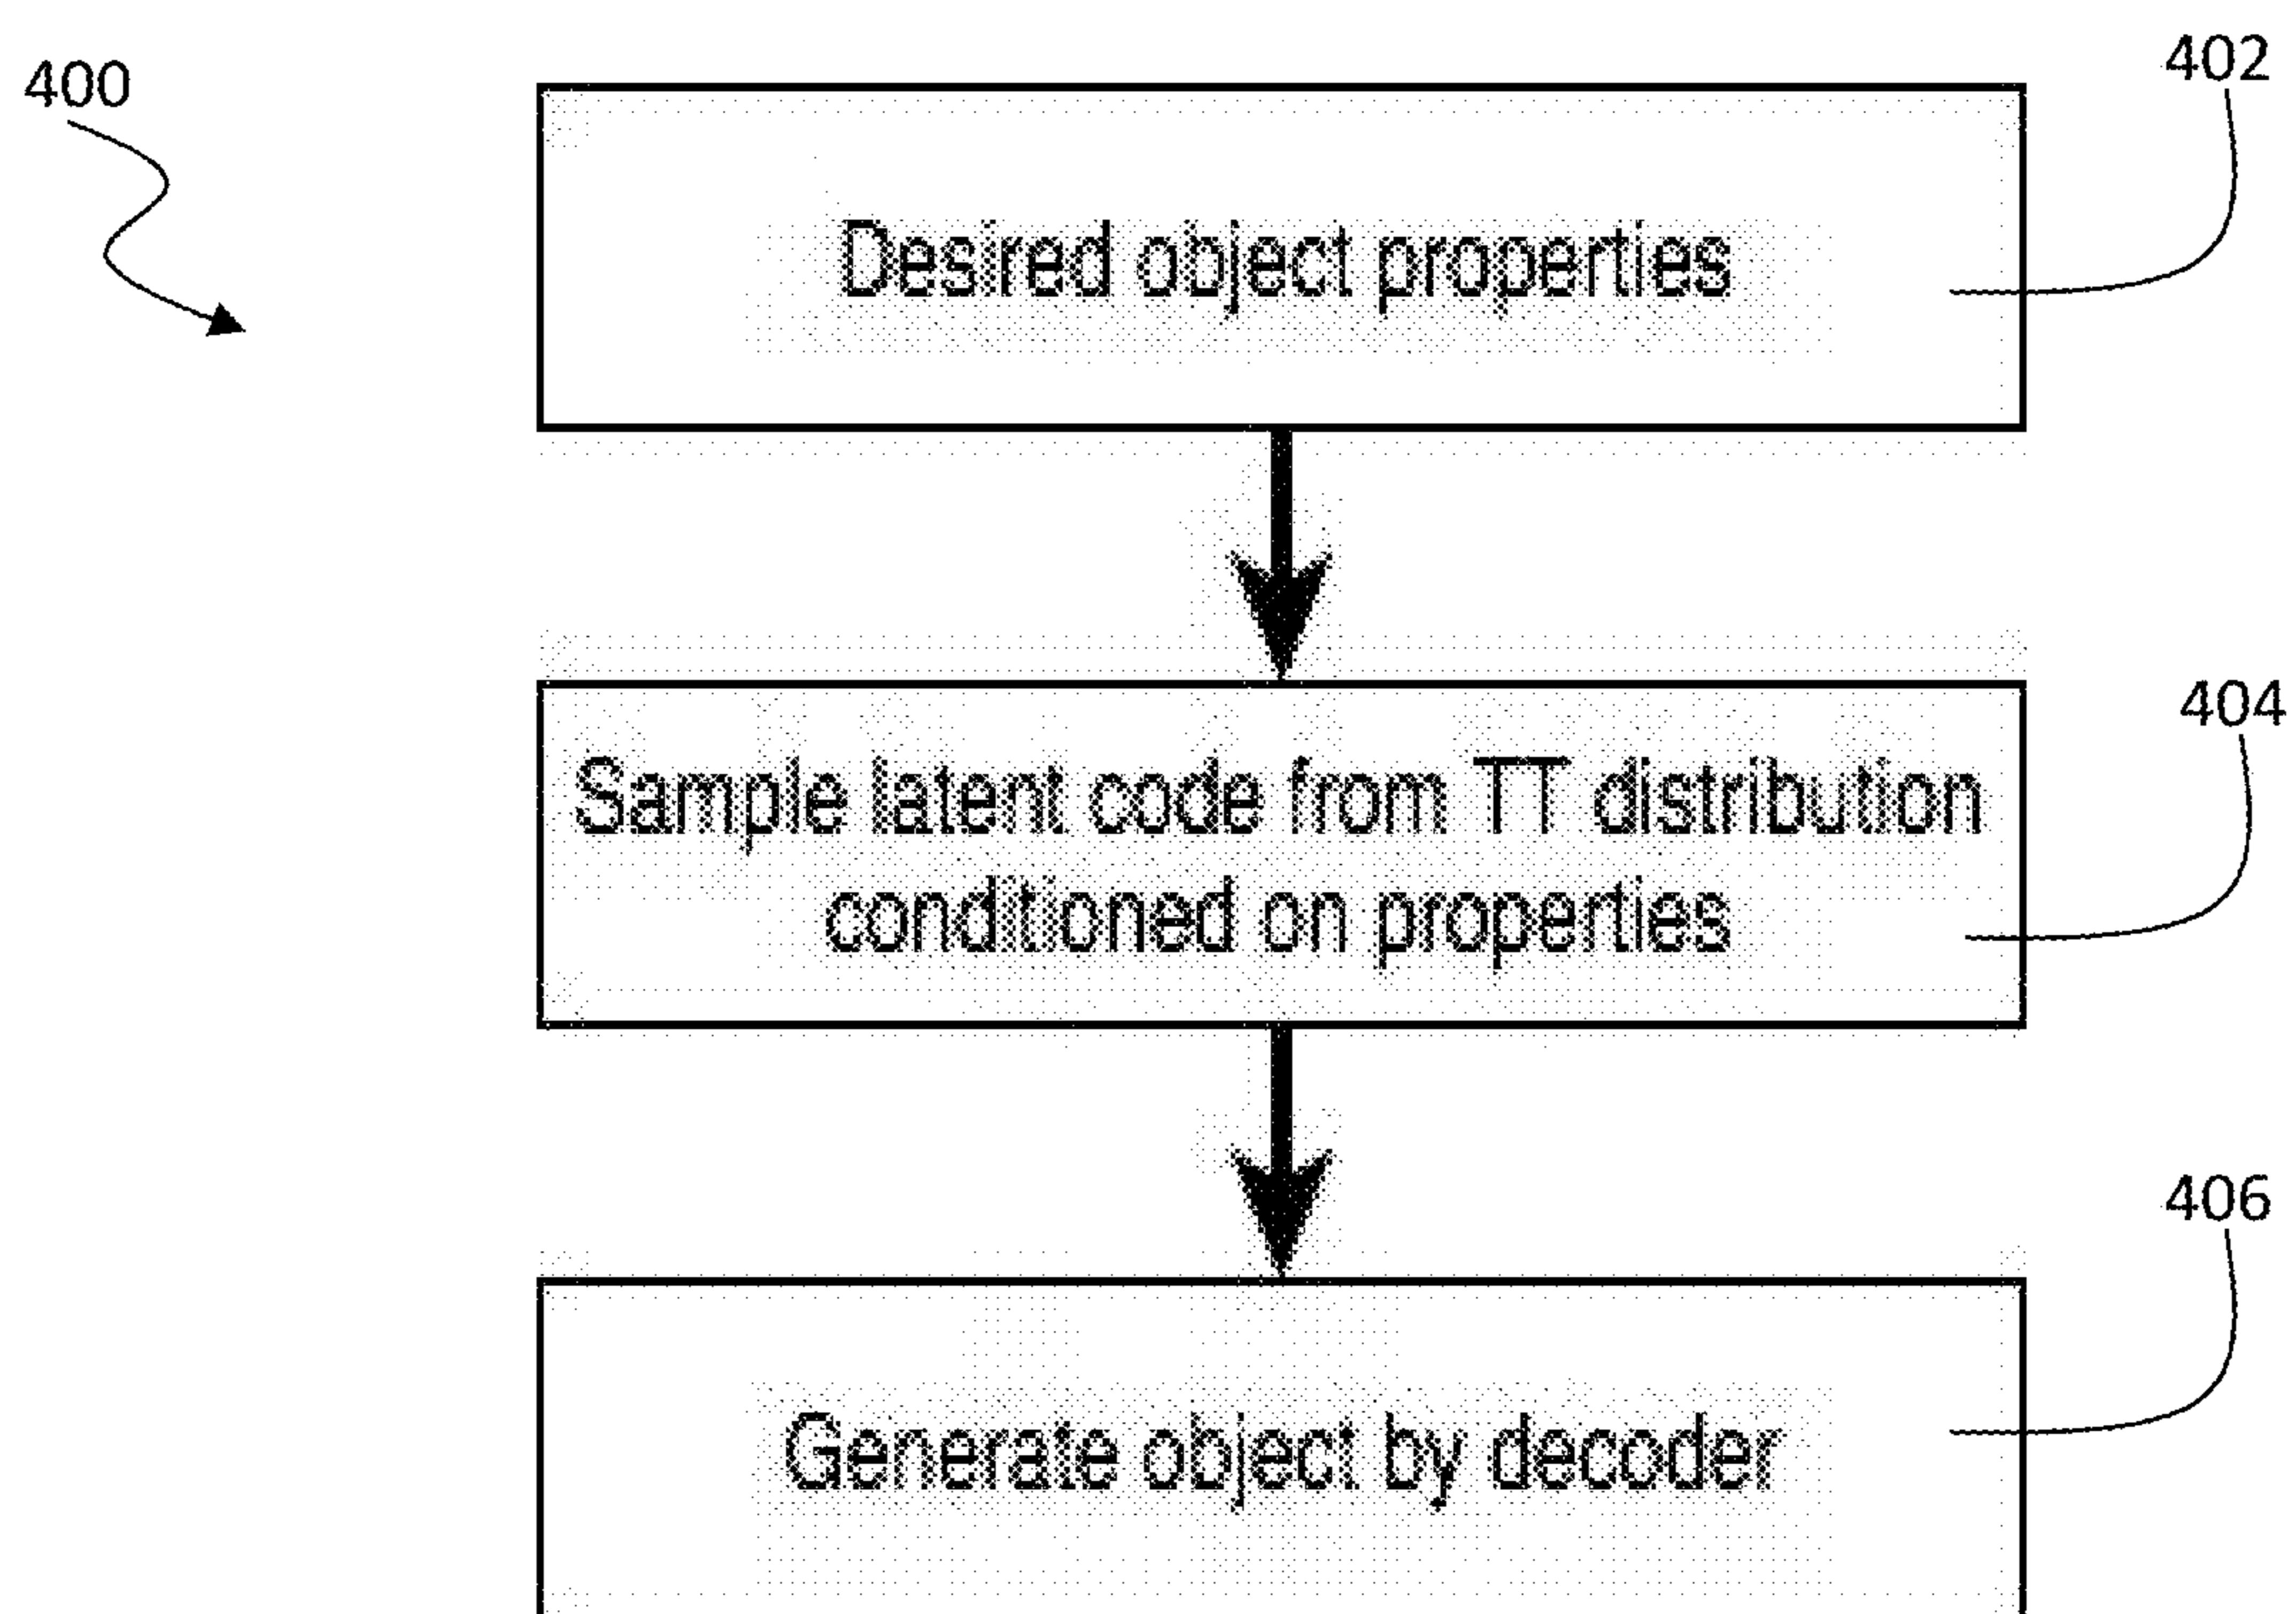 400
402
Desired object properties
404
Sample latent code from TT distribution
conditioned on properties
406
Generate object by decoder